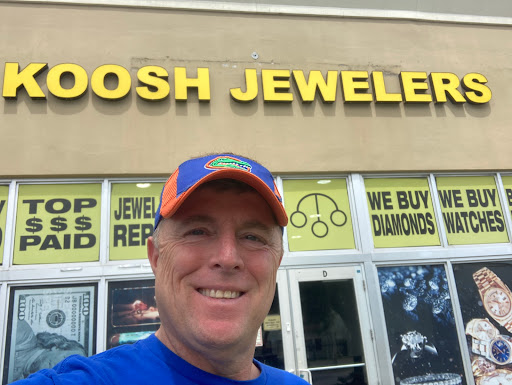 KOOSH JEWELERS
TOP
$$$
PAID
JEWEL
REP
WE BUY
DIAMONDS
WE BUY
WATCHES
D